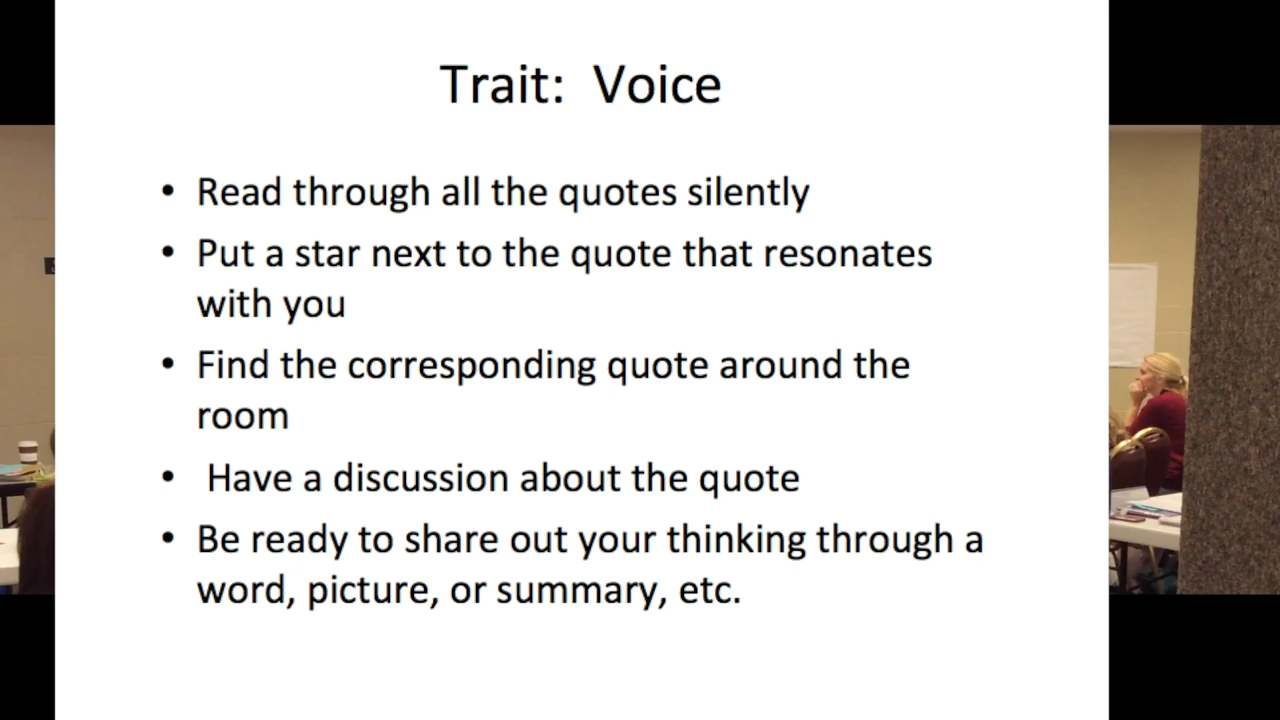 Trait:  Voice
• Read through all the quotes silently
• Put a star next to the quote that resonates
with you
• Find the corresponding quote around the
room
•  Have a discussion about the quote
• Be ready to share out your thinking through a
word, picture, or summary, etc.